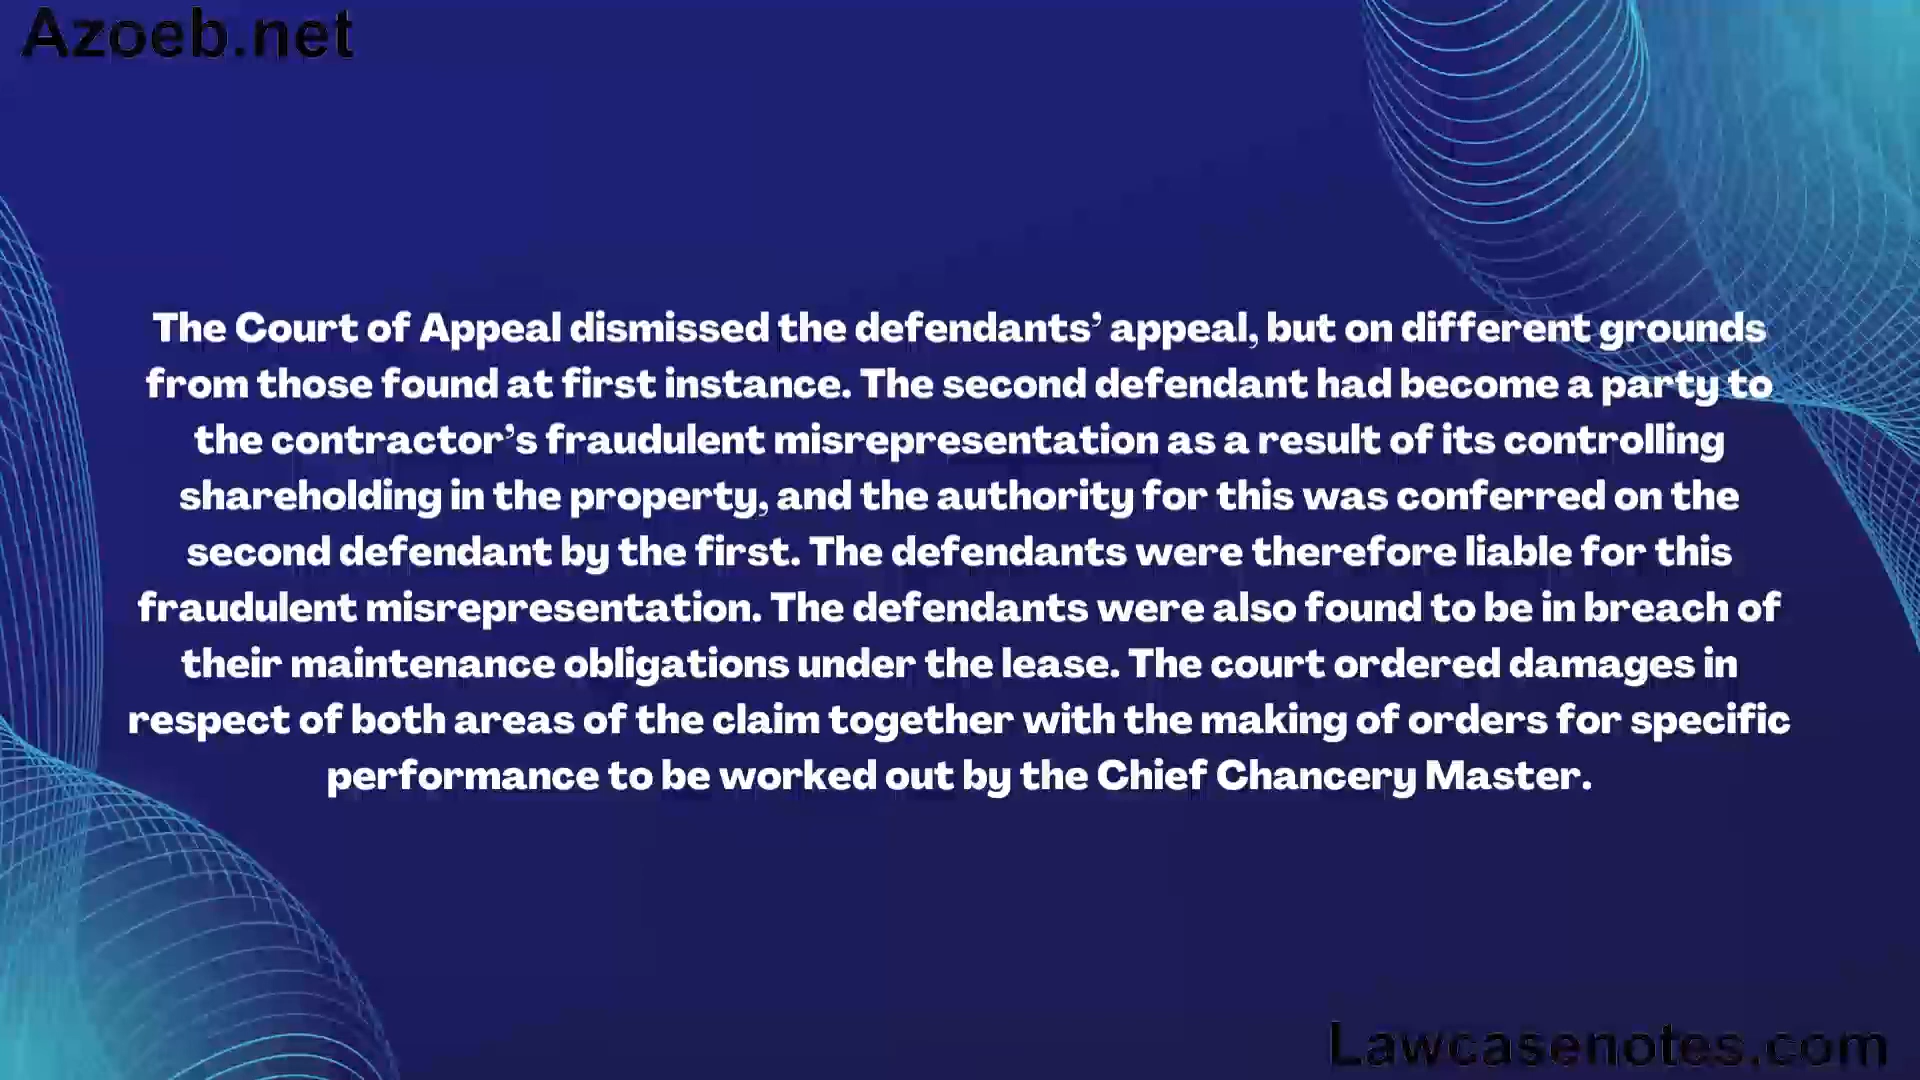 Azoeb.net
The Court of Appeal dismissed the defendants’ appeal, but on different grounds
from those found at first instance. The second defendant had become a party to
the contractor’s fraudulent misrepresentation as a result of its controlling
shareholding in the property, and the authority for this was conferred on the
second defendant by the first. The defendants were therefore liable for this
fraudulent misrepresentation. The defendants were also found to be in breach of
their maintenance obligations under the lease. The court ordered damages in
respect of both areas of the claim together with the making of orders for specific
performance to be worked out by the Chief Chancery Master.
Lawcasenotes.com